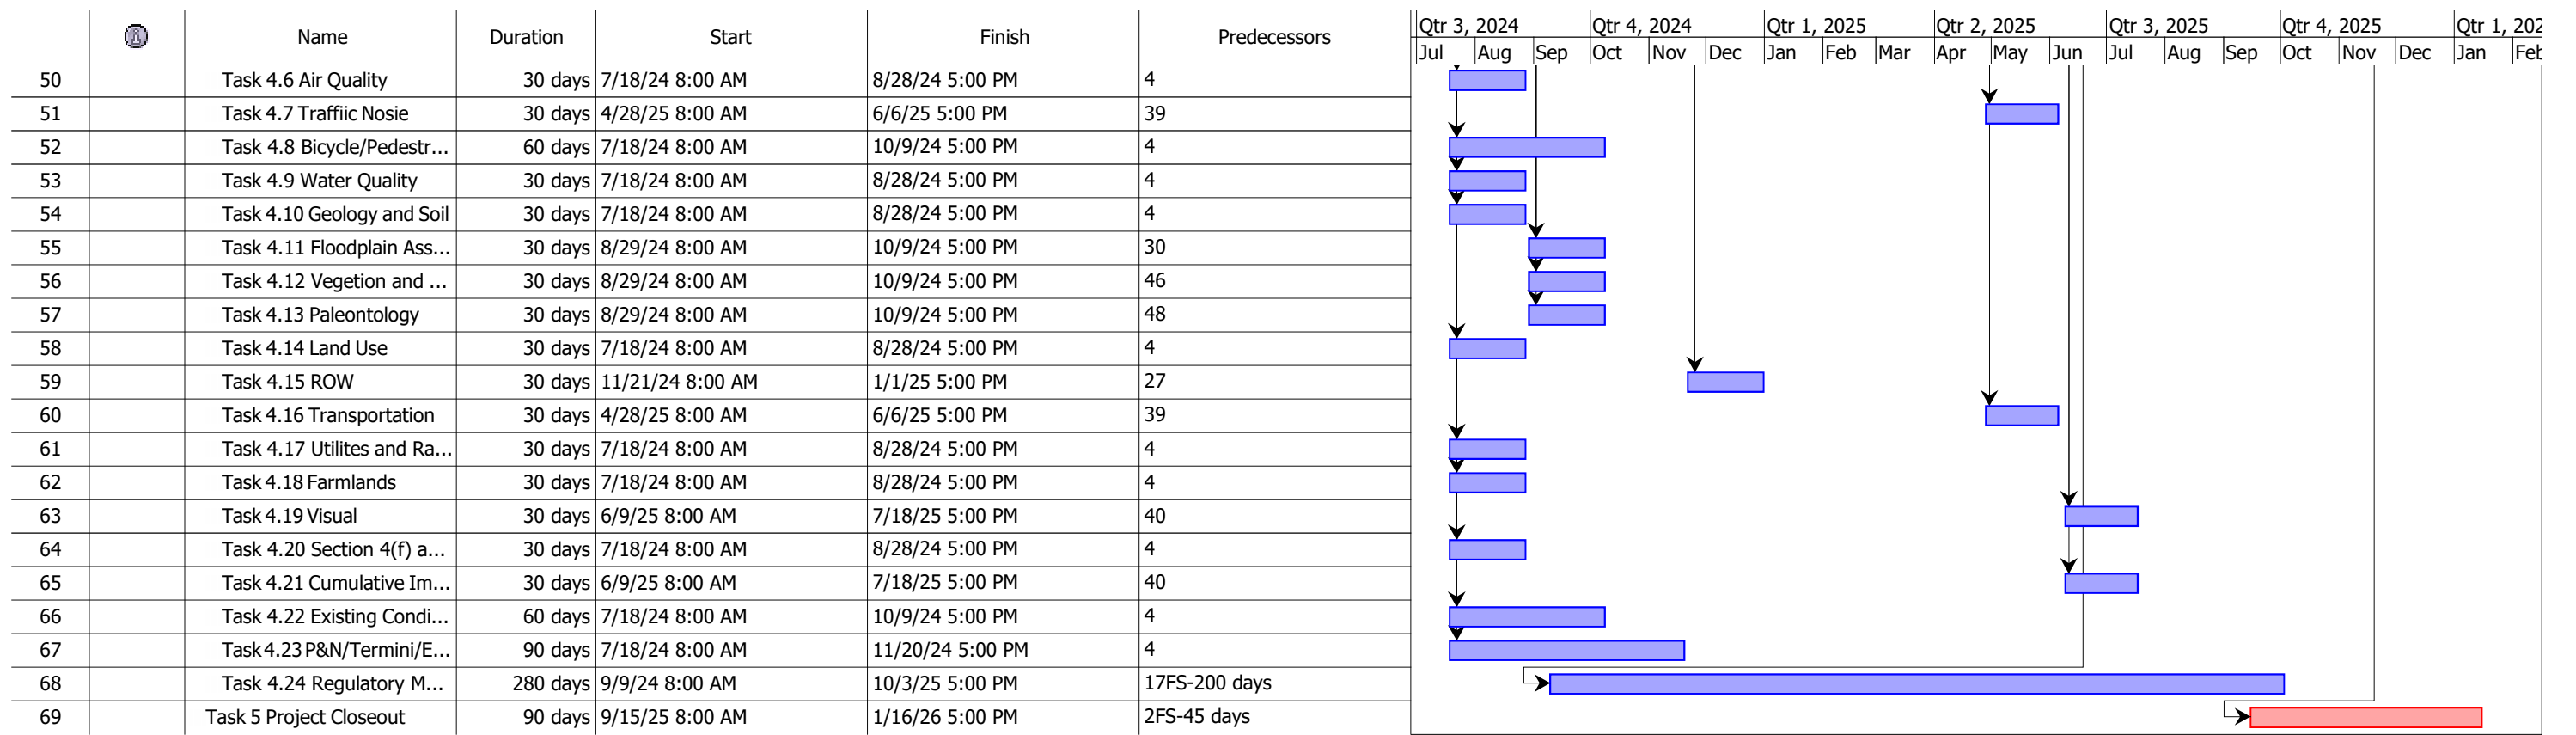 Name Duration Start Finish Predecessors Qtr 3, 2024 Qtr 4, 2024 Qtr 1, 2025 Qtr 2, 2025 Qtr 3, 2025 Qtr 4, 2025 Qtr 1, 202
Jul Aug Sep Oct Nov Dec Jan Feb Mar Apr May Jun Jul Aug Sep Oct Nov Dec Jan Feb
50 Task 4.6 Air Quality 30 days 7/18/24 8:00 AM 8/28/24 5:00 PM 4
51 Task 4.7 Traffiic Nosie 30 days 4/28/25 8:00 AM 6/6/25 5:00 PM 39
52 Task 4.8 Bicycle/Pedestr... 60 days 7/18/24 8:00 AM 10/9/24 5:00 PM 4
53 Task 4.9 Water Quality 30 days 7/18/24 8:00 AM 8/28/24 5:00 PM 4
54 Task 4.10 Geology and Soil 30 days 7/18/24 8:00 AM 8/28/24 5:00 PM 4
55 Task 4.11 Floodplain Ass... 30 days 8/29/24 8:00 AM 10/9/24 5:00 PM 30
56 Task 4.12 Vegetion and ... 30 days 8/29/24 8:00 AM 10/9/24 5:00 PM 46
57 Task 4.13 Paleontology 30 days 8/29/24 8:00 AM 10/9/24 5:00 PM 48
58 Task 4.14 Land Use 30 days 7/18/24 8:00 AM 8/28/24 5:00 PM 4
59 Task 4.15 ROW 30 days 11/21/24 8:00 AM 1/1/25 5:00 PM 27
60 Task 4.16 Transportation 30 days 4/28/25 8:00 AM 6/6/25 5:00 PM 39
61 Task 4.17 Utilites and Ra... 30 days 7/18/24 8:00 AM 8/28/24 5:00 PM 4
62 Task 4.18 Farmlands 30 days 7/18/24 8:00 AM 8/28/24 5:00 PM 4
63 Task 4.19 Visual 30 days 6/9/25 8:00 AM 7/18/25 5:00 PM 40
64 Task 4.20 Section 4(f) a... 30 days 7/18/24 8:00 AM 8/28/24 5:00 PM 4
65 Task 4.21 Cumulative Im... 30 days 6/9/25 8:00 AM 7/18/25 5:00 PM 40
66 Task 4.22 Existing Condi... 60 days 7/18/24 8:00 AM 10/9/24 5:00 PM 4
67 Task 4.23 P&N/Termini/E... 90 days 7/18/24 8:00 AM 11/20/24 5:00 PM 4
68 Task 4.24 Regulatory M... 280 days 9/9/24 8:00 AM 10/3/25 5:00 PM 17FS-200 days
69 Task 5 Project Closeout 90 days 9/15/25 8:00 AM 1/16/26 5:00 PM 2FS-45 days